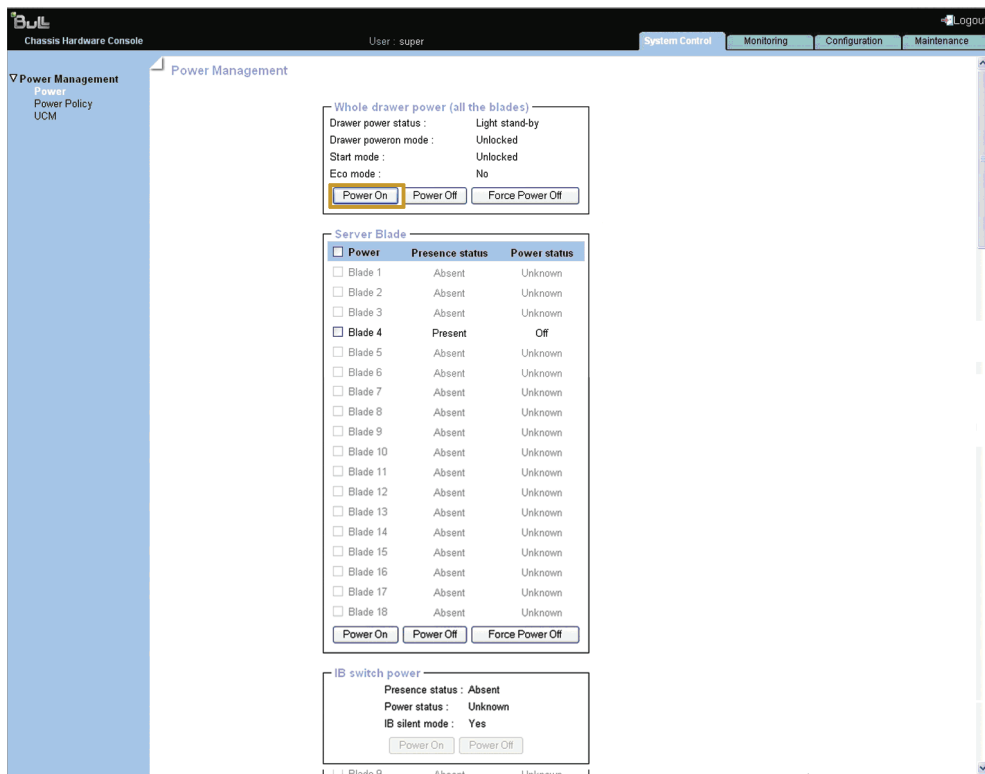 Bull
Logout
Chassis Hardware Console
User : super
System Control
Monitoring
Configuration
Maintenance
Power Management
Power
Power Policy
UCM
Power Management
Whole drawer power (all the blades)
Drawer power status : Light stand-by
Drawer poweron mode : Unlocked
Start mode : Unlocked
Eco mode : No
Power On Power Off Force Power Off
Server Blade
Power Presence status Power status
Blade 1 Absent Unknown
Blade 2 Absent Unknown
Blade 3 Absent Unknown
Blade 4 Present Off
Blade 5 Absent Unknown
Blade 6 Absent Unknown
Blade 7 Absent Unknown
Blade 8 Absent Unknown
Blade 9 Absent Unknown
Blade 10 Absent Unknown
Blade 11 Absent Unknown
Blade 12 Absent Unknown
Blade 13 Absent Unknown
Blade 14 Absent Unknown
Blade 15 Absent Unknown
Blade 16 Absent Unknown
Blade 17 Absent Unknown
Blade 18 Absent Unknown
Power On Power Off Force Power Off
IB switch power
Presence status : Absent
Power status : Unknown
IB silent mode : Yes
Power On Power Off
Blade 9 Absent Unknown